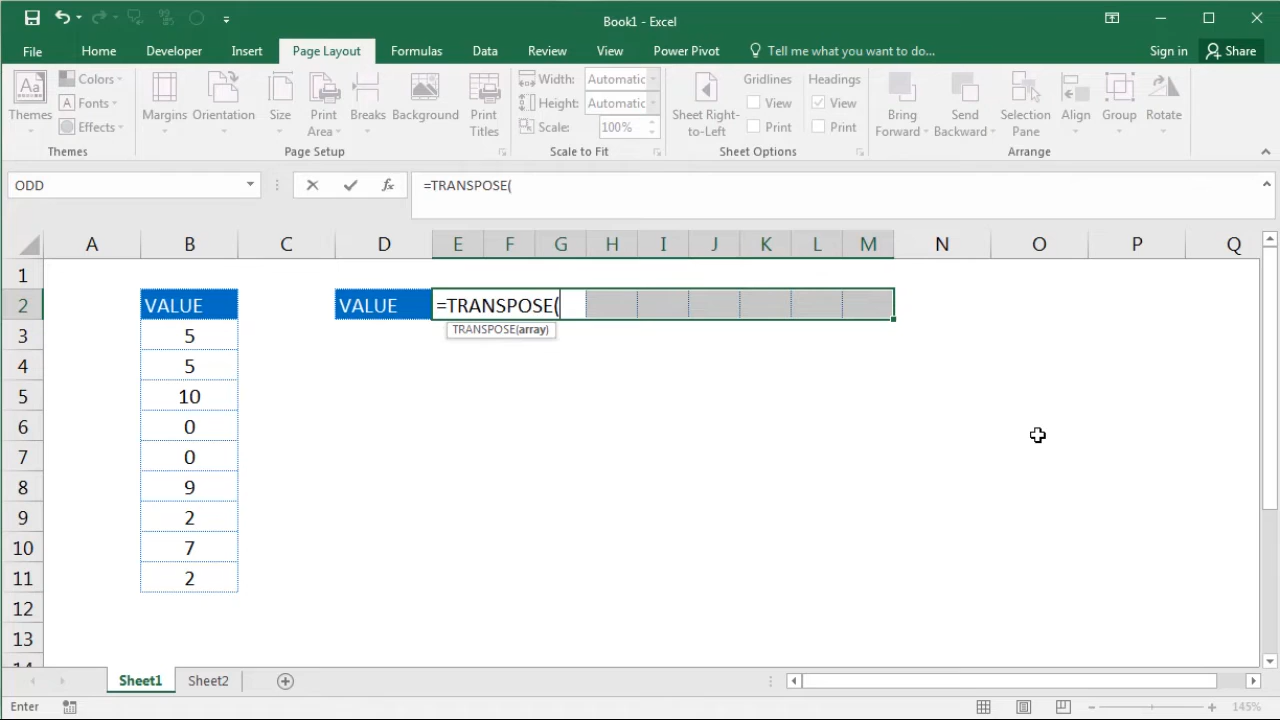 Book1 - Excel
File Home Developer Insert Page Layout Formulas Data Review View Power Pivot Tell me what you want to do... Sign in Share
Themes
Colors
Fonts
Effects
Themes
Margins
Orientation
Size
Print Area
Breaks
Background
Print Titles
Page Setup
Width: Automatic
Height: Automatic
Scale: 100%
Scale to Fit
Sheet Right-to-Left
Gridlines
View
Print
Headings
View
Print
Sheet Options
Bring Forward
Send Backward
Selection Pane
Align
Group
Rotate
Arrange
ODD fx =TRANSPOSE(
A B C D E F G H I J K L M N O P Q
1
2 VALUE VALUE =TRANSPOSE(
TRANSPOSE(array)
3 5
4 5
5 10
6 0
7 0
8 9
9 2
10 7
11 2
12
13
14
Sheet1 Sheet2
Enter 145%